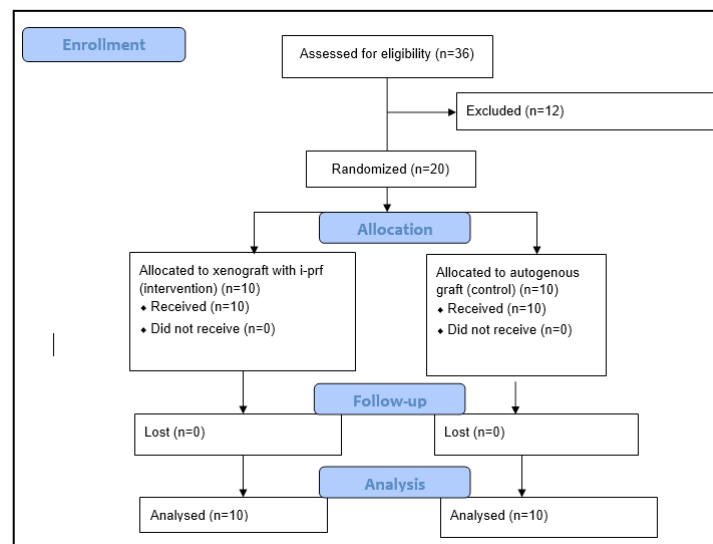 Enrollment
Assessed for eligibility (n=36)
Excluded (n=12)
Randomized (n=20)
Allocation
Allocated to xenograft with i-prf
(intervention) (n=10)
♦ Received (n=10)
♦ Did not receive (n=0)
Allocated to autogenous
graft (control) (n=10)
♦ Received (n=10)
♦ Did not receive (n=0)
Follow-up
Lost (n=0)
Lost (n=0)
Analysis
Analysed (n=10)
Analysed (n=10)